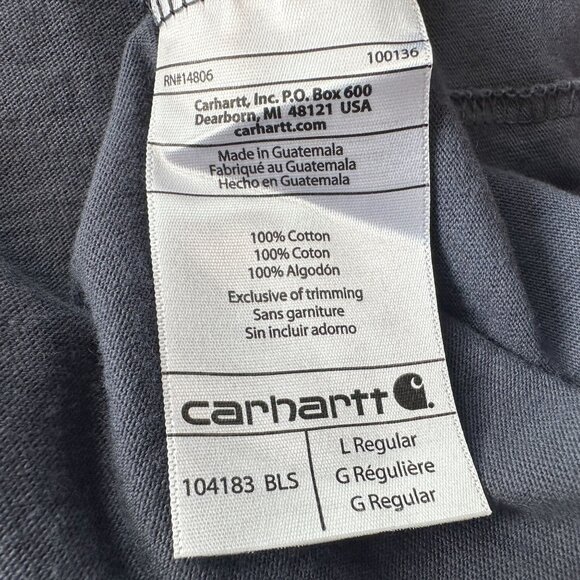 RN#14806 100136
Carhartt, Inc. P.O. Box 600
Dearborn, MI 48121 USA
carhartt.com
Made in Guatemala
Fabriqué au Guatemala
Hecho en Guatemala
100% Cotton
100% Coton
100% Algodón
Exclusive of trimming
Sans garniture
Sin incluir adorno
carhartt
104183 BLS
L Regular
G Régulière
G Regular